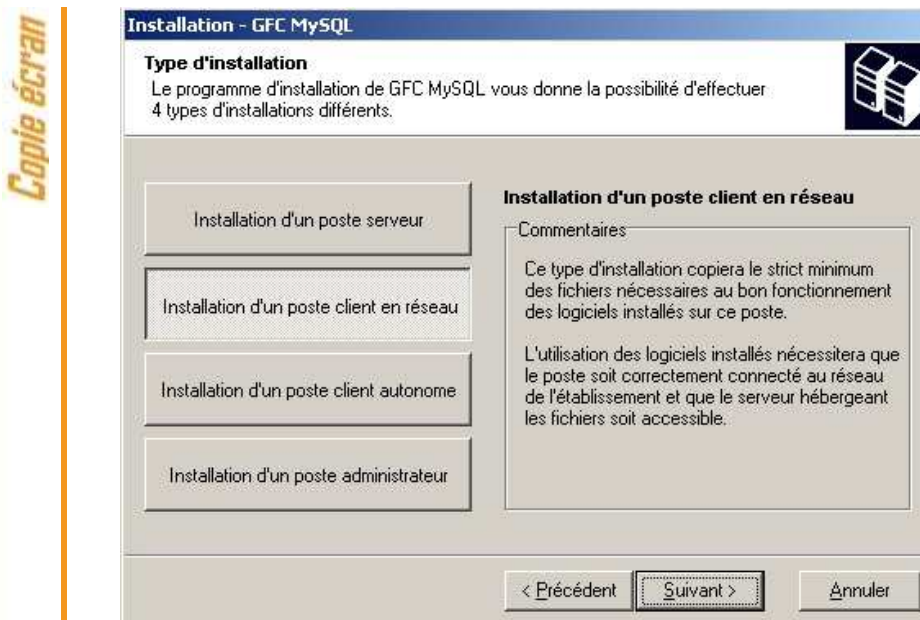 Copie écran
Installation - GFC MySQL
Type d'installation
Le programme d'installation de GFC MySQL vous donne la possibilité d'effectuer
4 types d'installations différents.
Installation d'un poste serveur
Installation d'un poste client en réseau
Installation d'un poste client autonome
Installation d'un poste administrateur
Installation d'un poste client en réseau
Commentaires
Ce type d'installation copiera le strict minimum
des fichiers nécessaires au bon fonctionnement
des logiciels installés sur ce poste.
L'utilisation des logiciels installés nécessitera que
le poste soit correctement connecté au réseau
de l'établissement et que le serveur hébergeant
les fichiers soit accessible.
< Précédent
Suivant >
Annuler